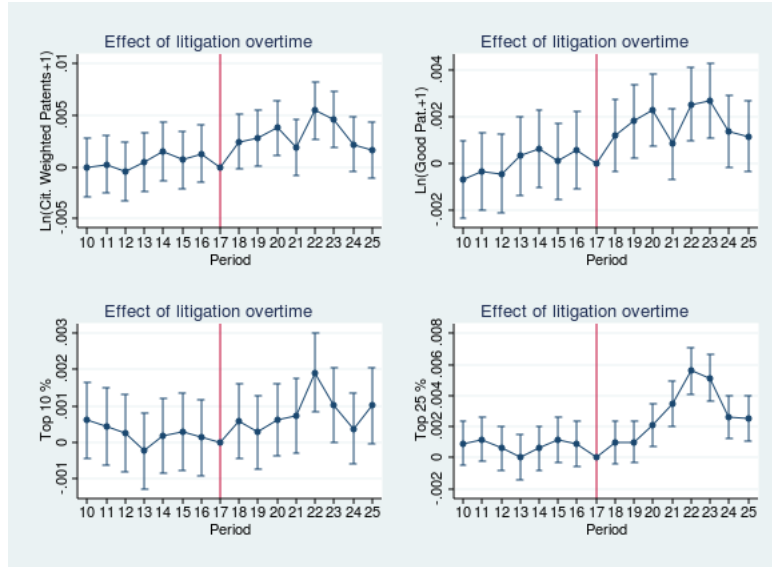 Effect of litigation overtime
Ln(Cit. Weighted Patents+1)
-.005 0 .005 .01
10 11 12 13 14 15 16 17 18 19 20 21 22 23 24 25
Period
Effect of litigation overtime
Ln(Good Pat.+1)
-.002 0 .002 .004
10 11 12 13 14 15 16 17 18 19 20 21 22 23 24 25
Period
Effect of litigation overtime
Top 10 %
-.001 0 .001 .002 .003
10 11 12 13 14 15 16 17 18 19 20 21 22 23 24 25
Period
Effect of litigation overtime
Top 25 %
-.002 0 .002 .004 .006 .008
10 11 12 13 14 15 16 17 18 19 20 21 22 23 24 25
Period